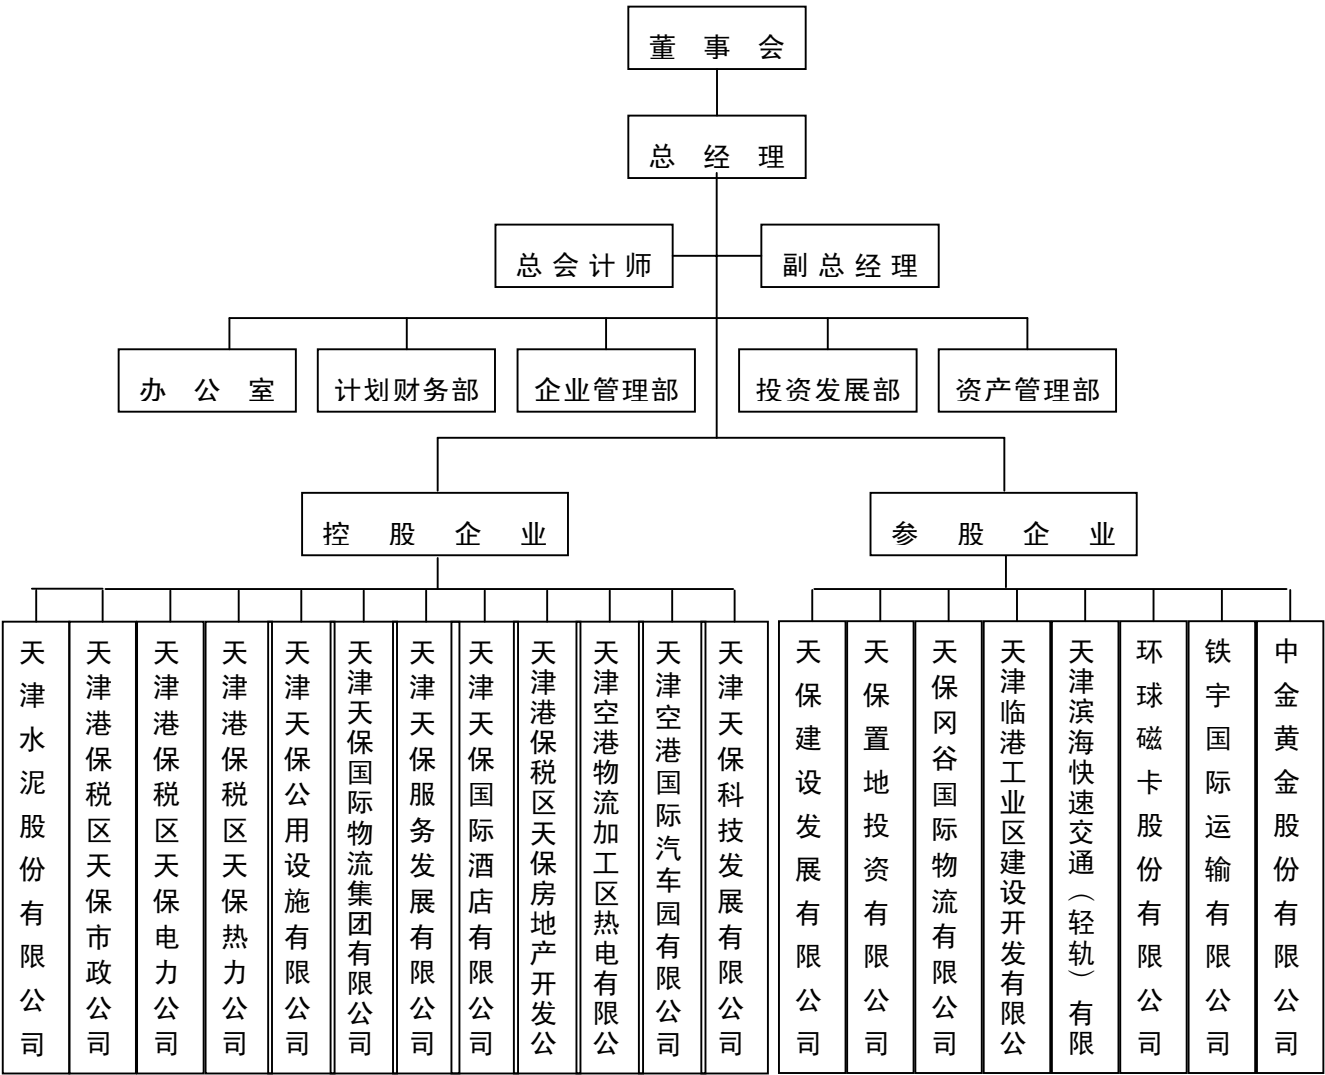 董事会
总经理
总会计师
副总经理
办公室
计划财务部
企业管理部
投资发展部
资产管理部
控股企业
参股企业
天津水泥股份有限公司
天津港保税区天保市政公司
天津港保税区天保电力公司
天津港保税区天保热力公司
天津天保公用设施有限公司
天津天保国际物流集团有限公司
天津天保服务发展有限公司
天津天保国际酒店有限公司
天津港保税区天保房地产开发公
天津空港物流加工区热电有限公
天津空港国际汽车园有限公司
天津天保科技发展有限公司
天保建设发展有限公司
天保置地投资有限公司
天保冈谷国际物流有限公司
天津临港工业区建设开发有限公
天津滨海快速交通（轻轨）有限
环球磁卡股份有限公司
铁宇国际运输有限公司
中金黄金股份有限公司